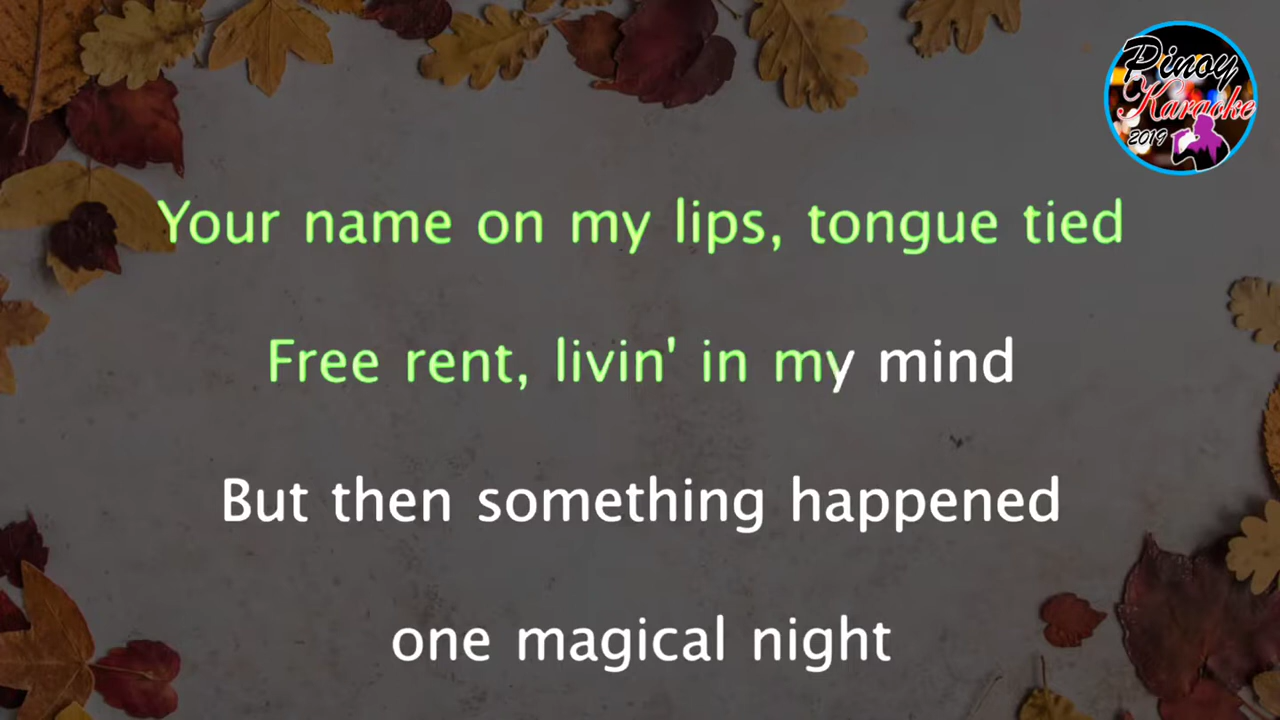 Pinoy
Karaoke
2019
Your name on my lips, tongue tied
Free rent, livin' in my mind
But then something happened
one magical night